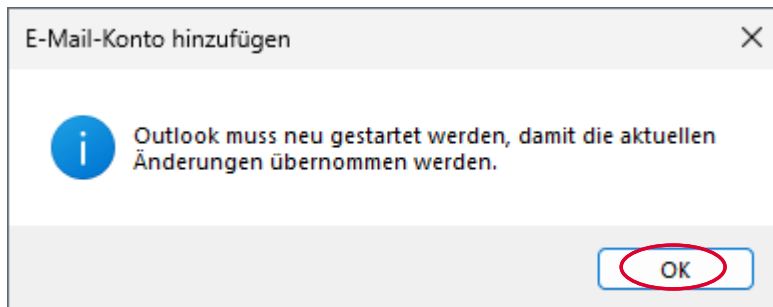 E-Mail-Konto hinzufügen
Outlook muss neu gestartet werden, damit die aktuellen
Änderungen übernommen werden.
OK